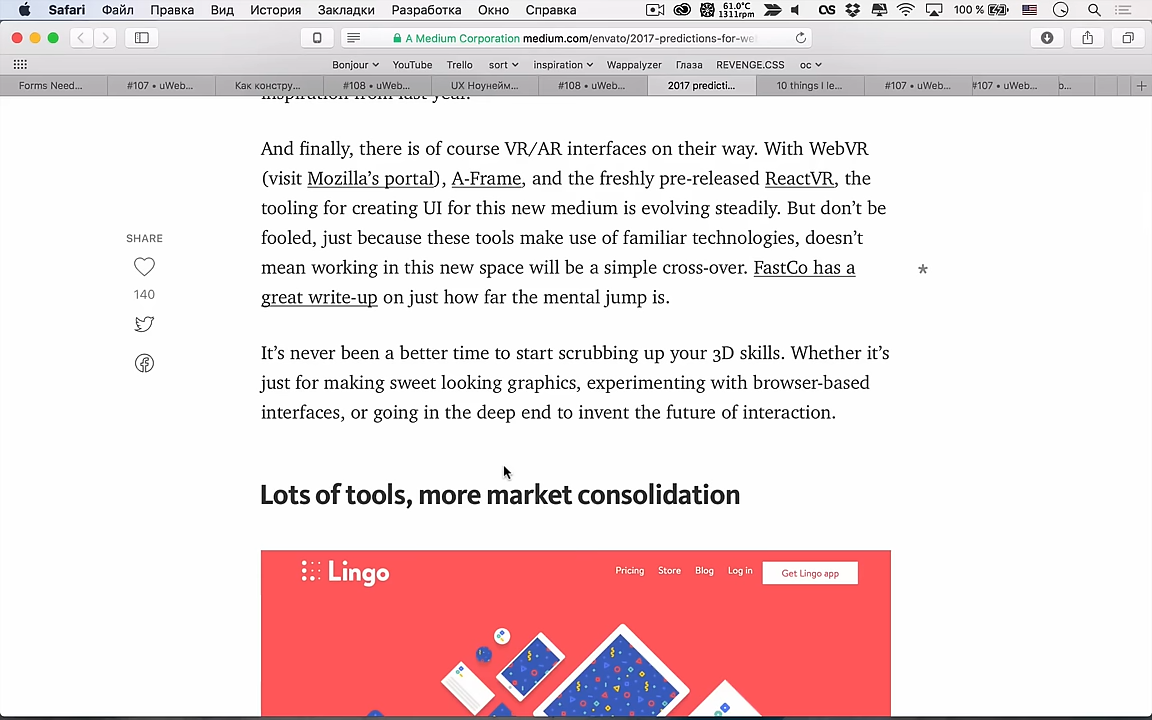 Safari Файл Правка Вид История Закладки Разработка Окно Справка 61.0°C 1311rpm 100 %
A Medium Corporation medium.com/envato/2017-predictions-for-we
Bonjour YouTube Trello sort inspiration Wappalyzer Глаза REVENGE.CSS ос
Forms Need... #107 • uWeb... Как констру... #108 • uWeb... UX Ноунейм... #108 • uWeb... 2017 predicti... 10 things I le... #107 • uWeb... #107 • uWeb... b...
inspiration from last year.
And finally, there is of course VR/AR interfaces on their way. With WebVR
(visit Mozilla’s portal), A-Frame, and the freshly pre-released ReactVR, the
tooling for creating UI for this new medium is evolving steadily. But don’t be
fooled, just because these tools make use of familiar technologies, doesn’t
mean working in this new space will be a simple cross-over. FastCo has a *
great write-up on just how far the mental jump is.
SHARE
140
It’s never been a better time to start scrubbing up your 3D skills. Whether it’s
just for making sweet looking graphics, experimenting with browser-based
interfaces, or going in the deep end to invent the future of interaction.
Lots of tools, more market consolidation
Lingo Pricing Store Blog Log in Get Lingo app